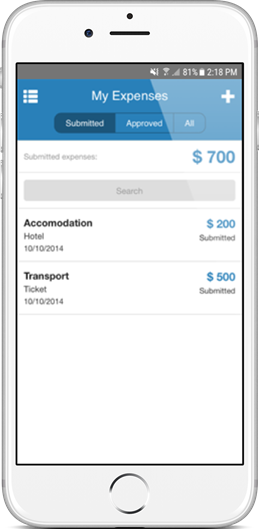 81% 2:18 PM
My Expenses
Submitted Approved All
Submitted expenses: $ 700
Search
Accomodation $ 200
Hotel Submitted
10/10/2014
Transport $ 500
Ticket Submitted
10/10/2014